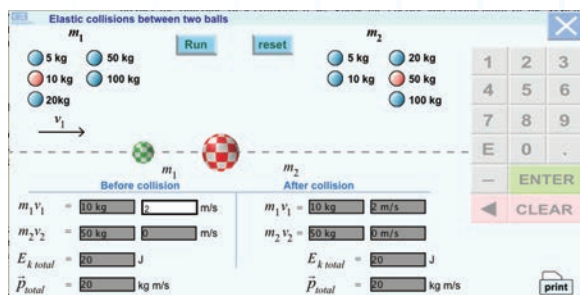 Elastic collisions between two balls
m1 Run reset m2
5 kg 50 kg 5 kg 20 kg
10 kg 100 kg 10 kg 50 kg
20kg 100 kg
v1
m1 m2
Before collision After collision
m1v1 = 10 kg 2 m/s m1v1 = 10 kg 2 m/s
m2v2 = 50 kg 0 m/s m2v2 = 50 kg 0 m/s
Ek total = 20 J Ek total = 20 J
p⃗total = 20 kg m/s p⃗total = 20 kg m/s
1 2 3
4 5 6
7 8 9
E 0 .
– ENTER
◀ CLEAR
print